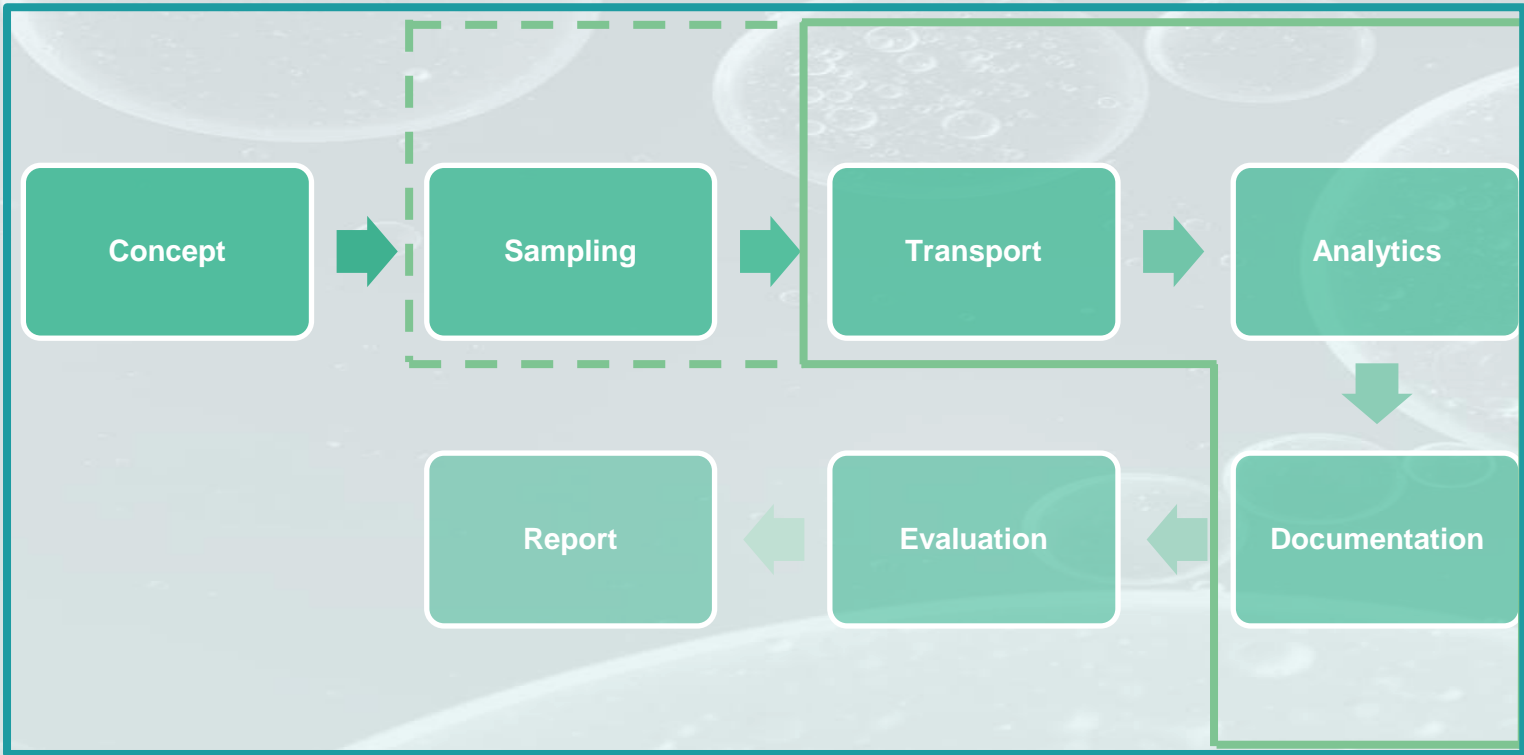 Concept
Sampling
Transport
Analytics
Documentation
Evaluation
Report